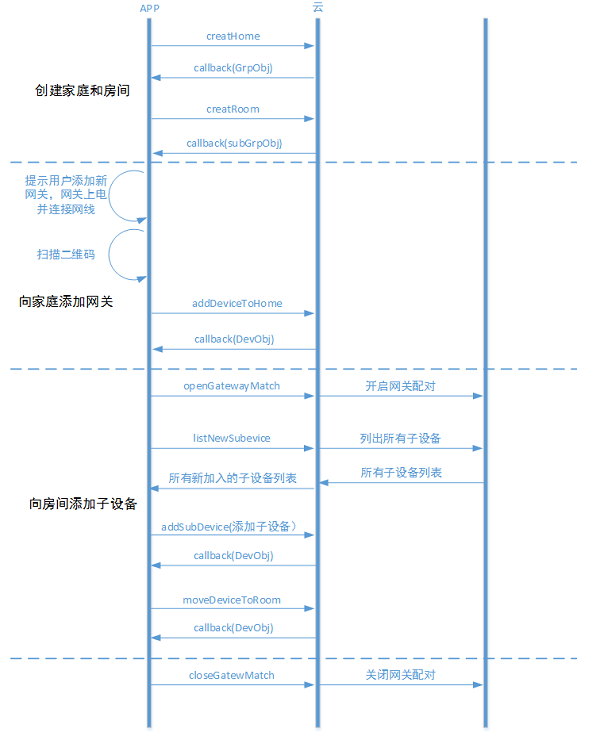 APP
云
creatHome
callback(GrpObj)
创建家庭和房间
creatRoom
callback(subGrpObj)
提示用户添加新
网关，网关上电
并连接网线
扫描二维码
向家庭添加网关
addDeviceToHome
callback(DevObj)
openGatewayMatch
开启网关配对
listNewSubevice
列出所有子设备
所有新加入的子设备列表
所有子设备列表
向房间添加子设备
addSubDevice(添加子设备）
callback(DevObj)
moveDeviceToRoom
callback(DevObj)
closeGatewMatch
关闭网关配对